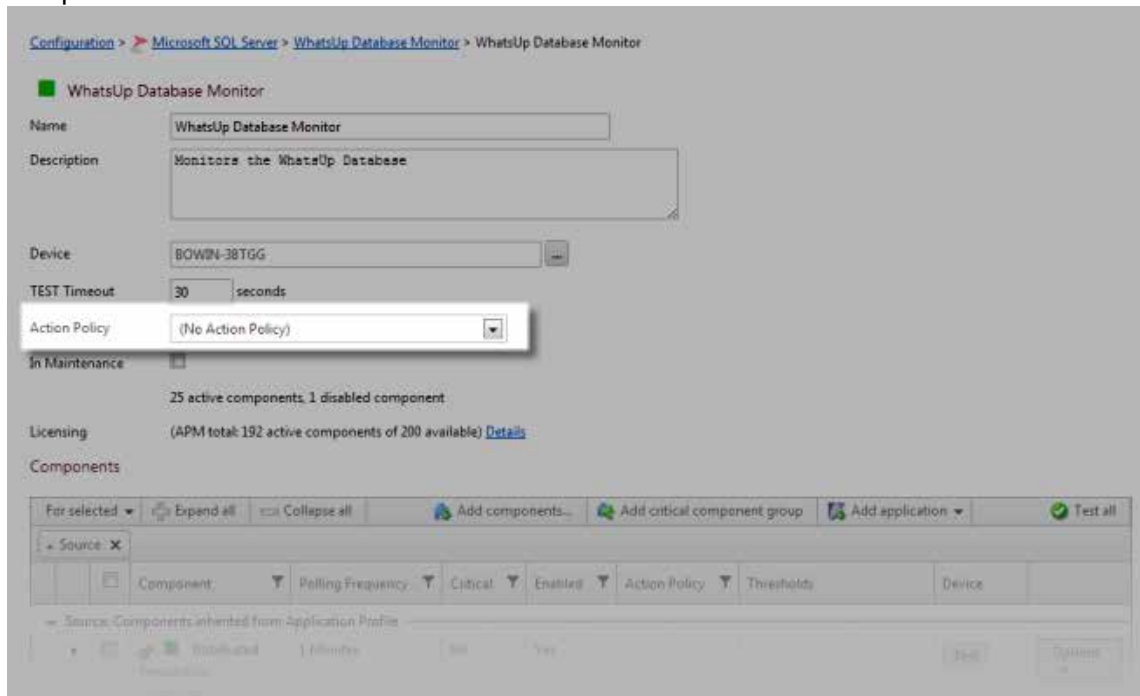 Configuration > Microsoft SQL Server > WhatsUp Database Monitor > WhatsUp Database Monitor
WhatsUp Database Monitor
Name WhatsUp Database Monitor
Description Monitors the WhatsUp Database
Device BOWIN-38TGG ...
TEST Timeout 30 seconds
Action Policy (No Action Policy)
In Maintenance
25 active components, 1 disabled component
Licensing (APM total: 192 active components of 200 available) Details
Components
For selected Expand all Collapse all Add components... Add critical component group Add application Test all
Source X
Component Polling Frequency Critical Enabled Action Policy Thresholds Device
Source: Components inherited from Application Profile
Distributed 1 Minutes No Yes Test Options